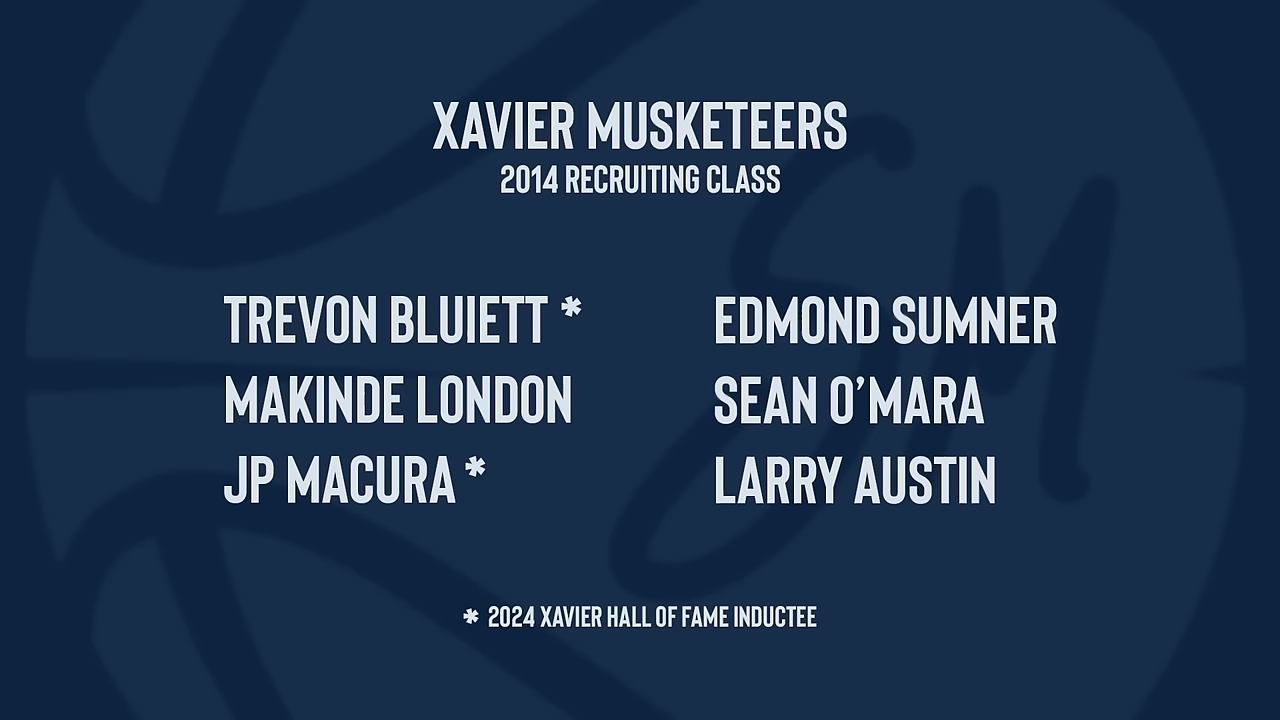 XAVIER MUSKETEERS
2014 RECRUITING CLASS
TREVON BLUIETT *
MAKINDE LONDON
JP MACURA *
EDMOND SUMNER
SEAN O'MARA
LARRY AUSTIN
* 2024 XAVIER HALL OF FAME INDUCTEE
SM